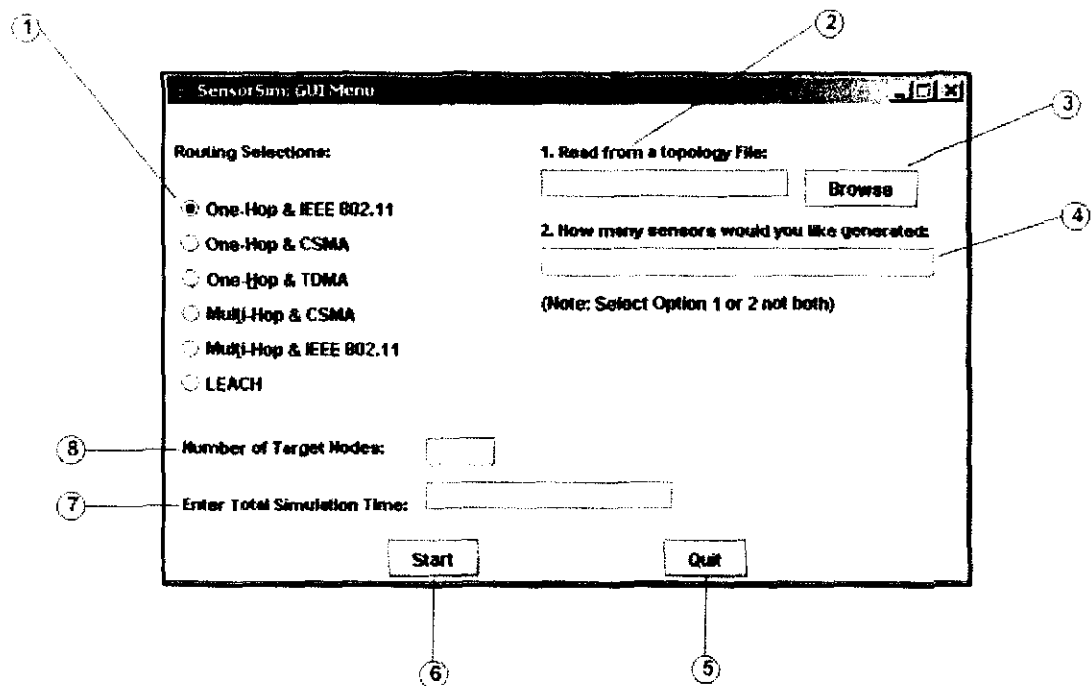 1
2
SensorSim: GUI Menu
3
Routing Selections:
1. Read from a topology File:
Browse
One-Hop & IEEE 802.11
2. How many sensors would you like generated:
4
One-Hop & CSMA
One-Hop & TDMA
(Note: Select Option 1 or 2 not both)
Multi-Hop & CSMA
Multi-Hop & IEEE 802.11
LEACH
8
Number of Target Nodes:
7
Enter Total Simulation Time:
Start
Quit
6
5